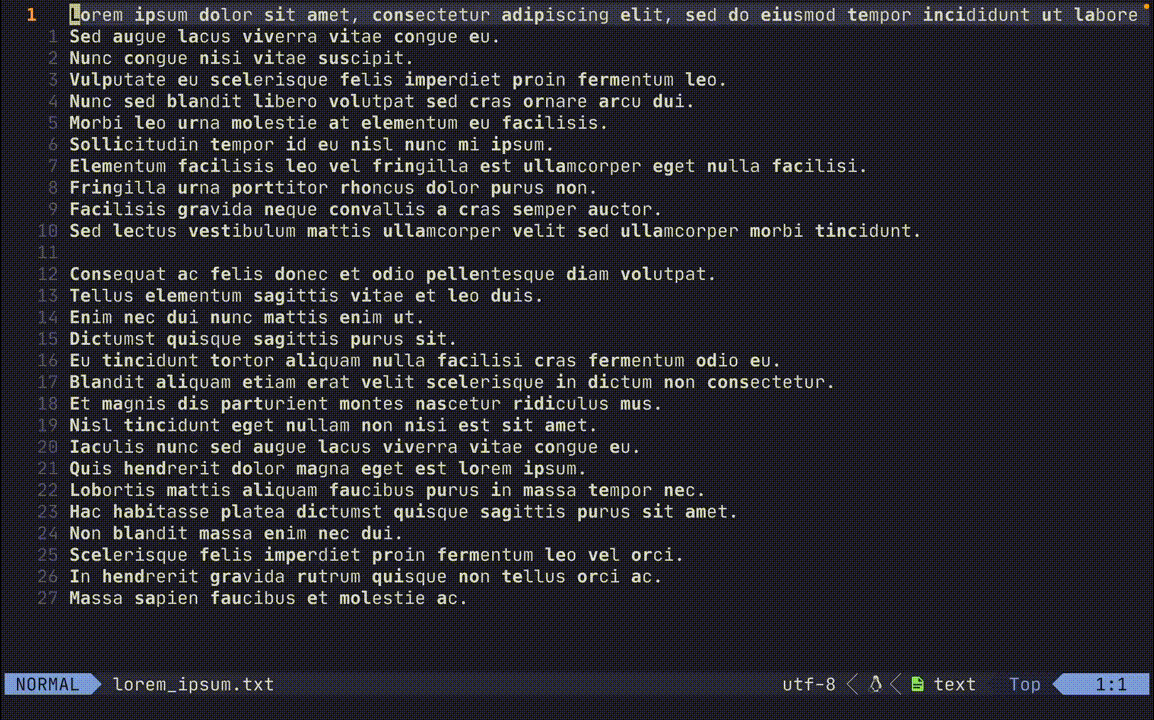 1 Lorem ipsum dolor sit amet, consectetur adipiscing elit, sed do eiusmod tempor incididunt ut labore
1 Sed augue lacus viverra vitae congue eu.
2 Nunc congue nisi vitae suscipit.
3 Vulputate eu scelerisque felis imperdiet proin fermentum leo.
4 Nunc sed blandit libero volutpat sed cras ornare arcu dui.
5 Morbi leo urna molestie at elementum eu facilisis.
6 Sollicitudin tempor id eu nisl nunc mi ipsum.
7 Elementum facilisis leo vel fringilla est ullamcorper eget nulla facilisi.
8 Fringilla urna porttitor rhoncus dolor purus non.
9 Facilisis gravida neque convallis a cras semper auctor.
10 Sed lectus vestibulum mattis ullamcorper velit sed ullamcorper morbi tincidunt.
11
12 Consequat ac felis donec et odio pellentesque diam volutpat.
13 Tellus elementum sagittis vitae et leo duis.
14 Enim nec dui nunc mattis enim ut.
15 Dictumst quisque sagittis purus sit.
16 Eu tincidunt tortor aliquam nulla facilisi cras fermentum odio eu.
17 Blandit aliquam etiam erat velit scelerisque in dictum non consectetur.
18 Et magnis dis parturient montes nascetur ridiculus mus.
19 Nisl tincidunt eget nullam non nisi est sit amet.
20 Iaculis nunc sed augue lacus viverra vitae congue eu.
21 Quis hendrerit dolor magna eget est lorem ipsum.
22 Lobortis mattis aliquam faucibus purus in massa tempor nec.
23 Hac habitasse platea dictumst quisque sagittis purus sit amet.
24 Non blandit massa enim nec dui.
25 Scelerisque felis imperdiet proin fermentum leo vel orci.
26 In hendrerit gravida rutrum quisque non tellus orci ac.
27 Massa sapien faucibus et molestie ac.
NORMAL lorem_ipsum.txt utf-8 text Top 1:1